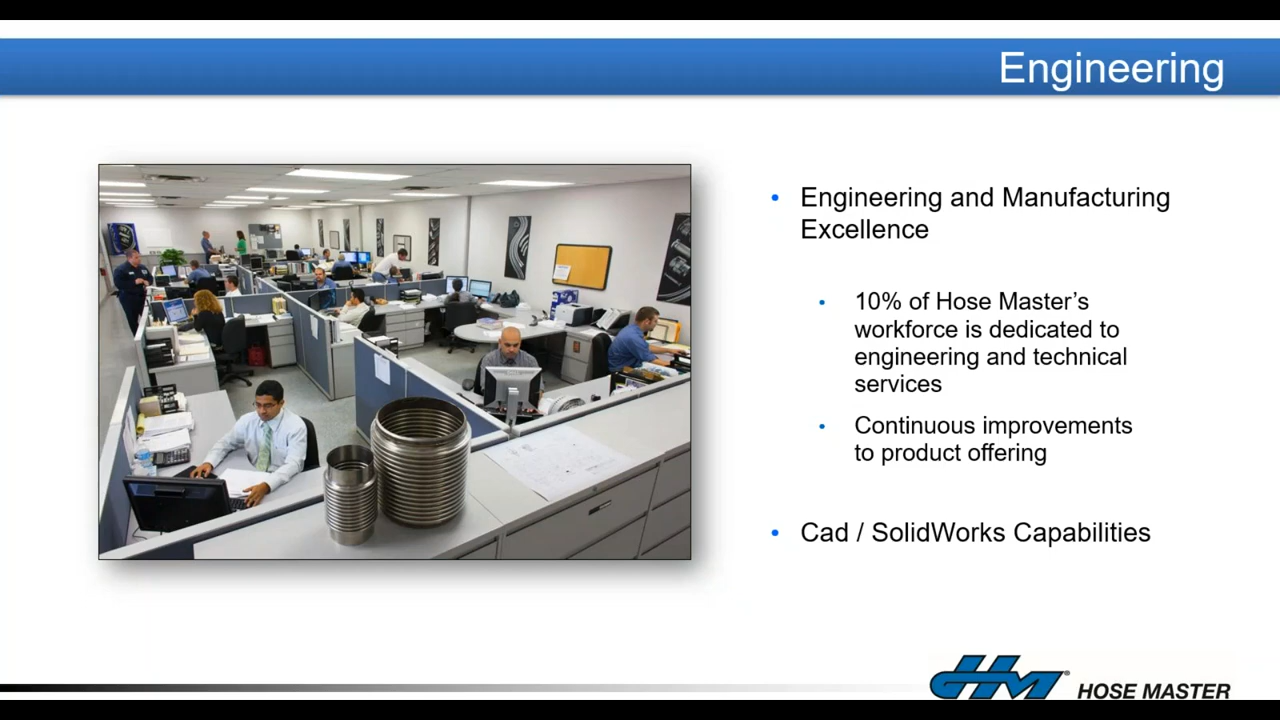 Engineering
• Engineering and Manufacturing
Excellence
• 10% of Hose Master’s
workforce is dedicated to
engineering and technical
services
• Continuous improvements
to product offering
• Cad / SolidWorks Capabilities
HM® HOSE MASTER